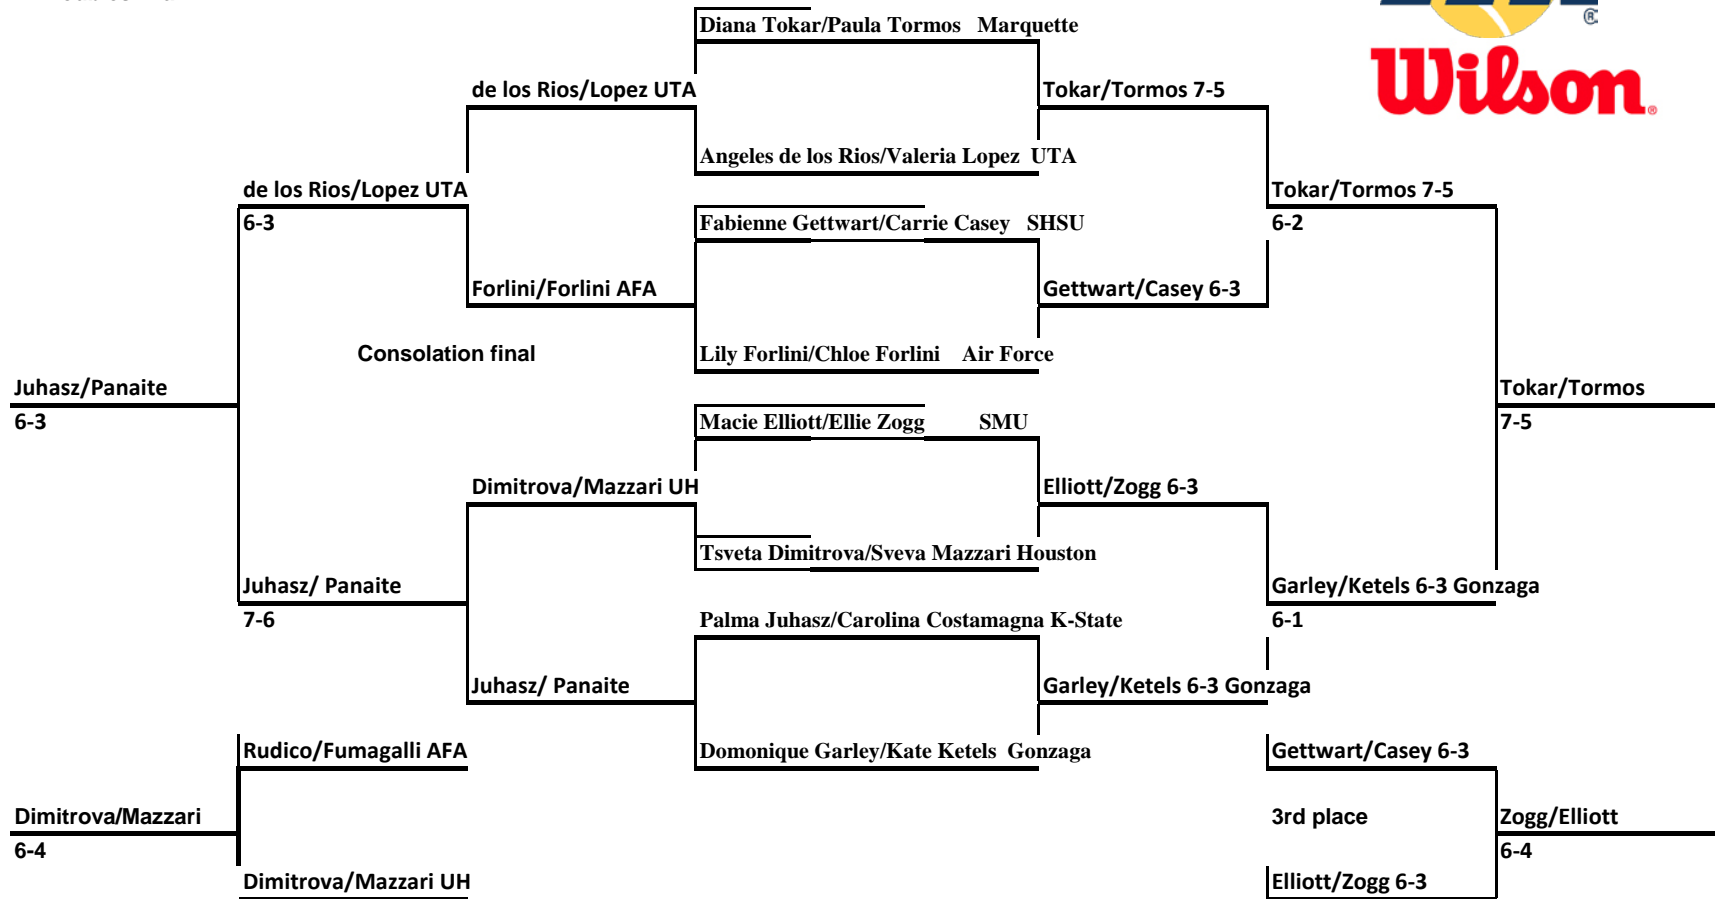 Diana Tokar/Paula Tormos Marquette
®
Wilson.
de los Rios/Lopez UTA
Tokar/Tormos 7-5
Angeles de los Rios/Valeria Lopez UTA
de los Rios/Lopez UTA
Tokar/Tormos 7-5
6-3
Fabienne Gettwart/Carrie Casey SHSU
6-2
Forlini/Forlini AFA
Gettwart/Casey 6-3
Consolation final
Lily Forlini/Chloe Forlini Air Force
Juhasz/Panaite
Tokar/Tormos
6-3
Macie Elliott/Ellie Zogg SMU
7-5
Dimitrova/Mazzari UH
Elliott/Zogg 6-3
Tsveta Dimitrova/Sveva Mazzari Houston
Juhasz/ Panaite
Garley/Ketels 6-3 Gonzaga
7-6
Palma Juhasz/Carolina Costamagna K-State
6-1
Juhasz/ Panaite
Garley/Ketels 6-3 Gonzaga
Rudico/Fumagalli AFA
Domonique Garley/Kate Ketels Gonzaga
Gettwart/Casey 6-3
Dimitrova/Mazzari
3rd place
Zogg/Elliott
6-4
6-4
Dimitrova/Mazzari UH
Elliott/Zogg 6-3